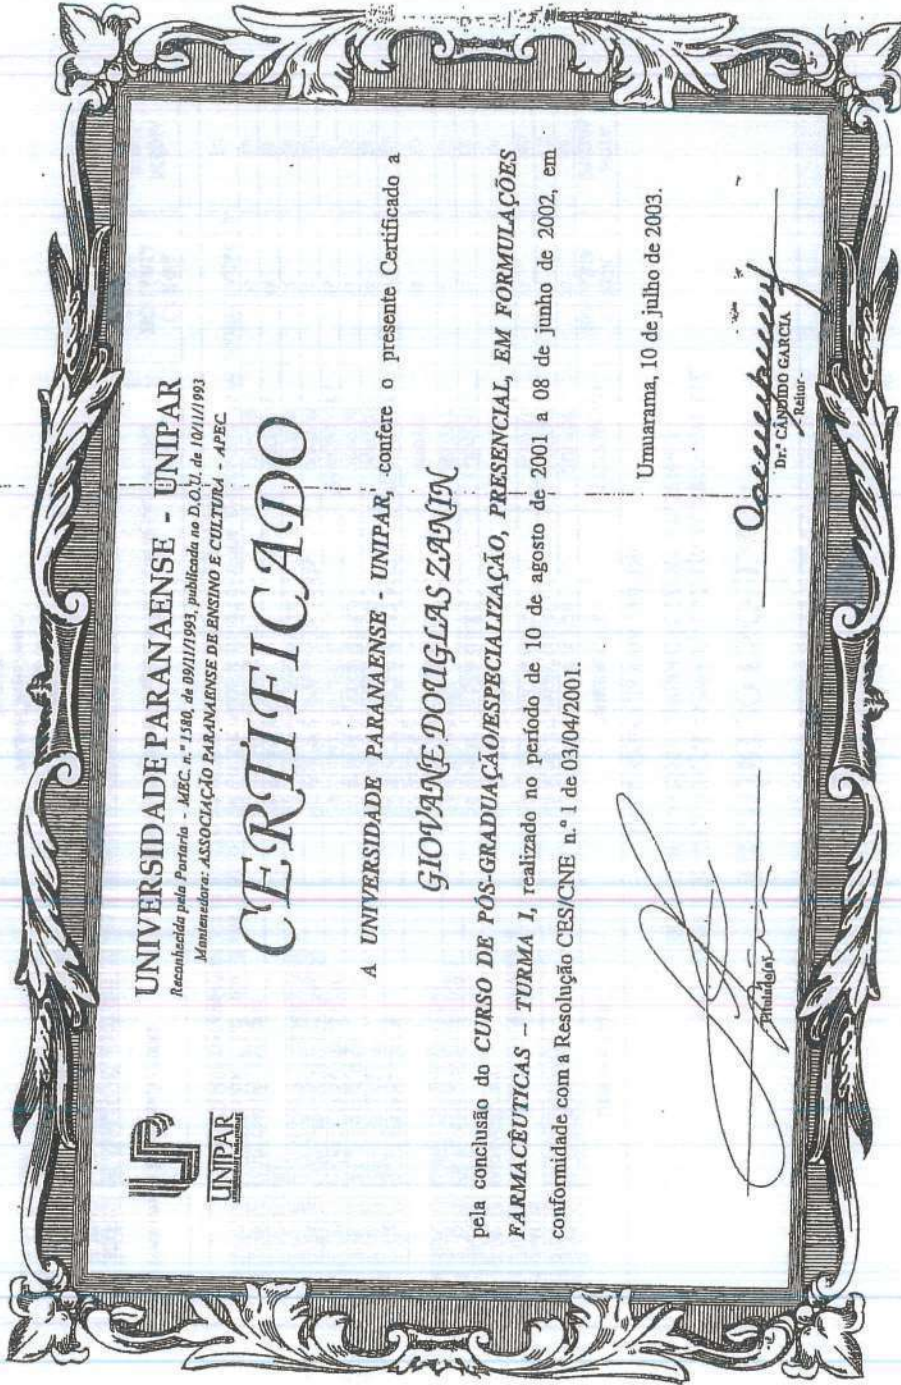 UNIPAR
UNIVERSIDADE PARANAENSE - UNIPAR
Reconhecida pela Portaria - MEC. n.º 1580, de 09/11/1993, publicada no D.O.U. de 10/11/1993
Mantenedora: ASSOCIAÇÃO PARANAENSE DE ENSINO E CULTURA - APEC.
CERTIFICADO
A UNIVERSIDADE PARANAENSE - UNIPAR, confere o presente Certificado a
GIOVANE DOUGLAS ZANIN
pela conclusão do CURSO DE PÓS-GRADUAÇÃO/ESPECIALIZAÇÃO, PRESENCIAL, EM FORMULAÇÕES
FARMACÊUTICAS – TURMA I, realizado no período de 10 de agosto de 2001 a 08 de junho de 2002, em
conformidade com a Resolução CES/CNE n.º 1 de 03/04/2001.
Umuarama, 10 de julho de 2003.
Titulado(a)
Dr.º CÂNDIDO GARCIA
- Reitor -